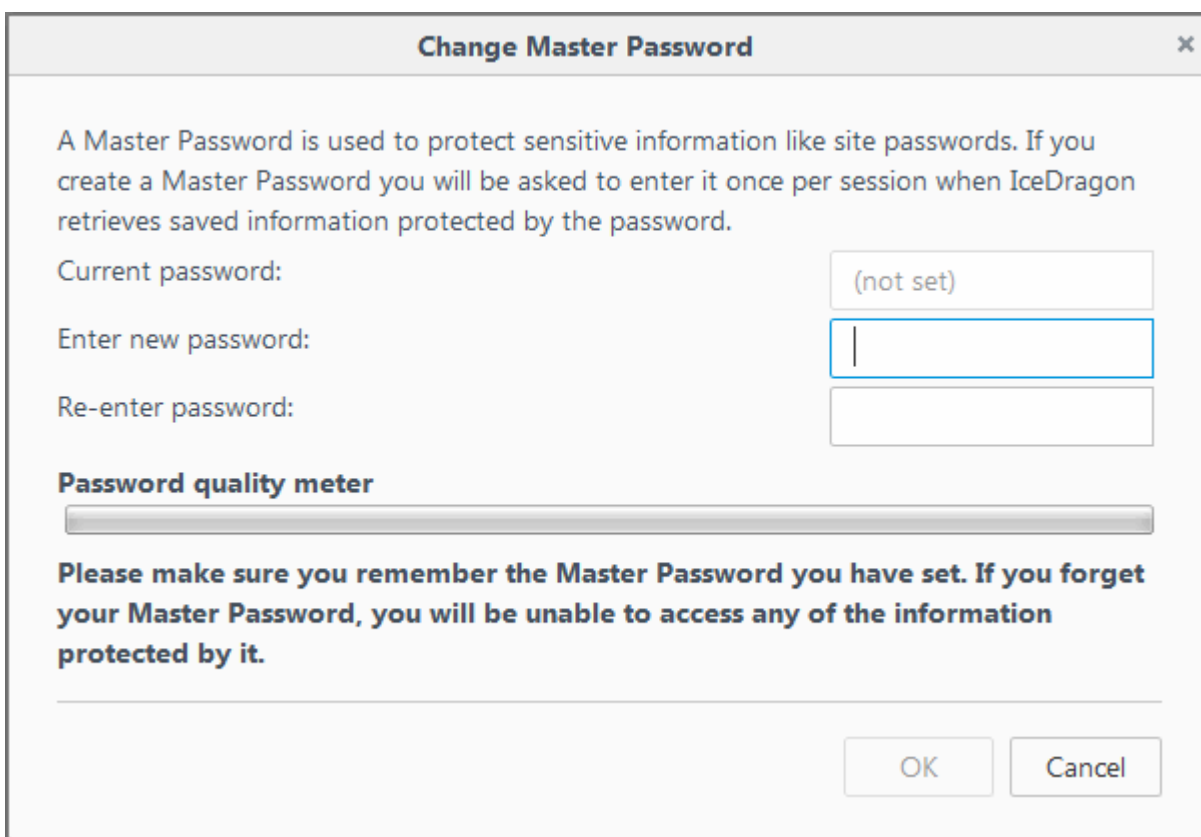 Change Master Password
A Master Password is used to protect sensitive information like site passwords. If you
create a Master Password you will be asked to enter it once per session when IceDragon
retrieves saved information protected by the password.
Current password:
(not set)
Enter new password:
Re-enter password:
Password quality meter
Please make sure you remember the Master Password you have set. If you forget
your Master Password, you will be unable to access any of the information
protected by it.
OK
Cancel